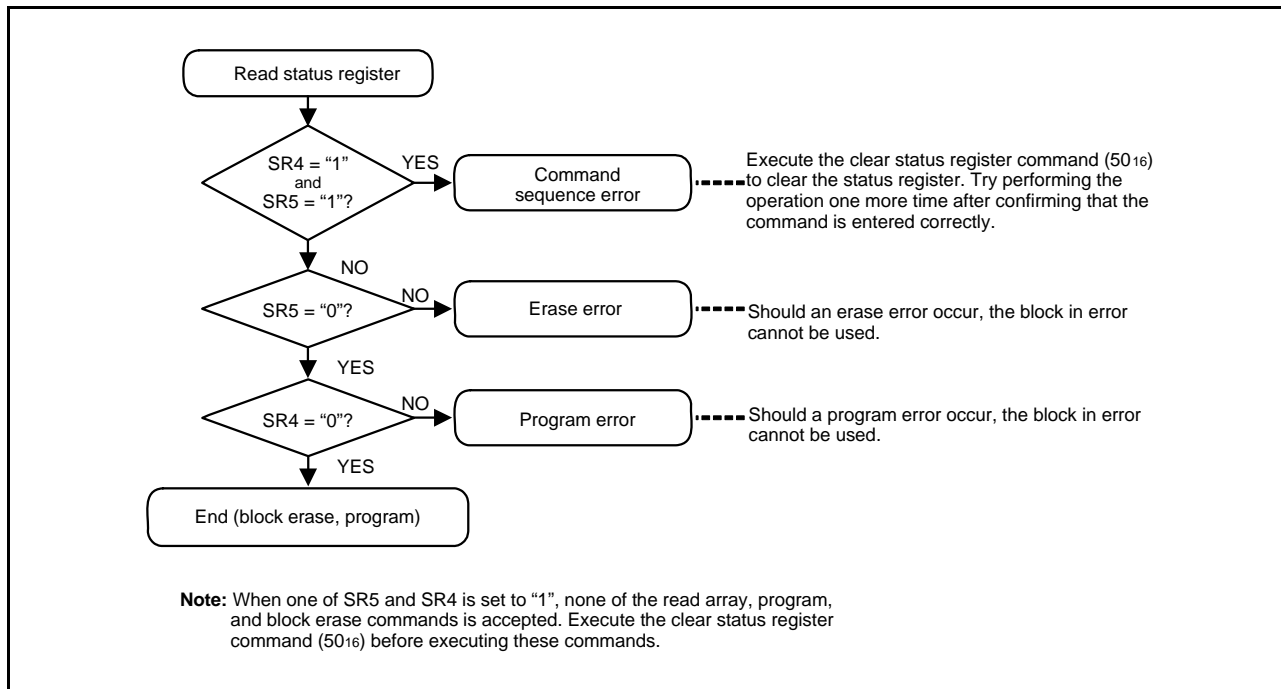 Read status register
SR4 = “1”
and
SR5 = “1”?
YES
Command
sequence error
Execute the clear status register command (5016)
to clear the status register. Try performing the
operation one more time after confirming that the
command is entered correctly.
NO
SR5 = “0”?
NO
Erase error
Should an erase error occur, the block in error
cannot be used.
YES
SR4 = “0”?
NO
Program error
Should a program error occur, the block in error
cannot be used.
YES
End (block erase, program)
Note: When one of SR5 and SR4 is set to “1”, none of the read array, program,
and block erase commands is accepted. Execute the clear status register
command (5016) before executing these commands.